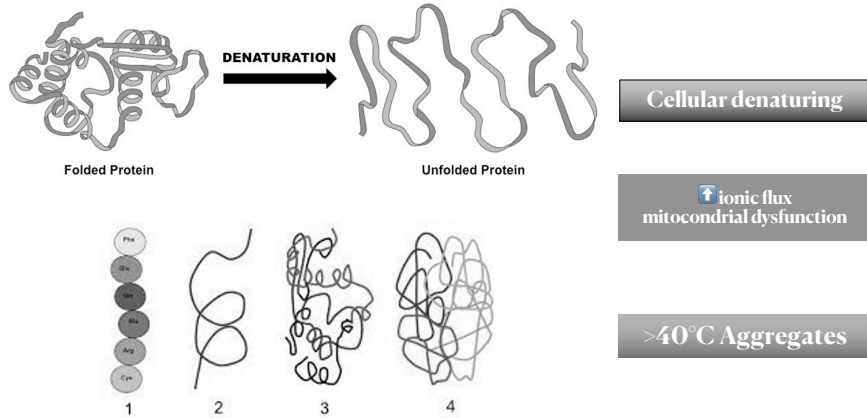 DENATURATION
Folded Protein
Unfolded Protein
Cellular denaturing
⬆ ionic flux
mitocondrial dysfunction
>40°C Aggregates
Phe
Glu
Arg
Cys
1
2
3
4